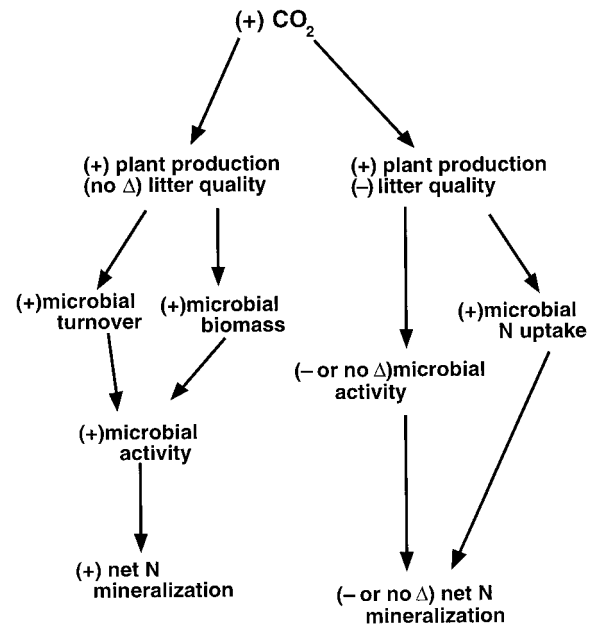 (+) CO₂
(+) plant production
(no Δ) litter quality
(+) plant production
(–) litter quality
(+)microbial
turnover
(+)microbial
biomass
(+)microbial
N uptake
(– or no Δ)microbial
activity
(+)microbial
activity
(+) net N
mineralization
(– or no Δ) net N
mineralization